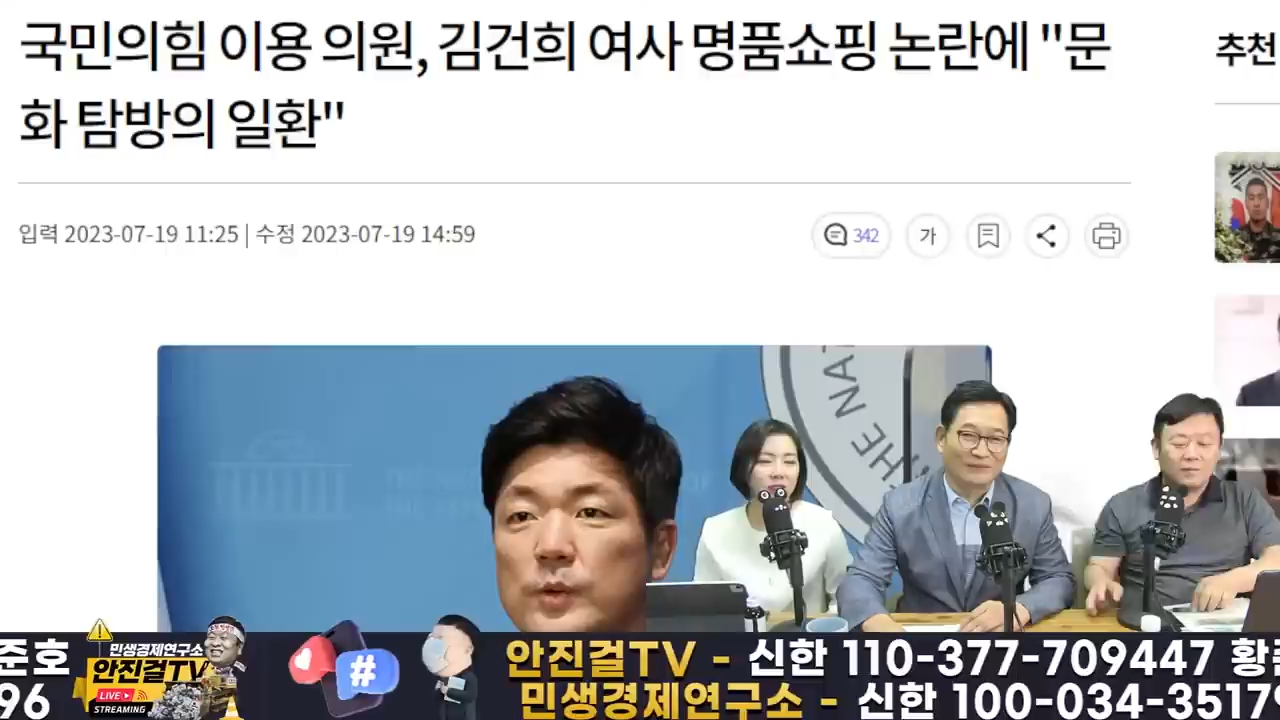 국민의힘 이용 의원, 김건희 여사 명품쇼핑 논란에 "문
화 탐방의 일환"
추천
입력 2023-07-19 11:25 | 수정 2023-07-19 14:59
342
가
THE NAT
준호
96
민생경제연구소
안진걸TV
LIVE
STREAMING
#
안진걸TV - 신한 110-377-709447 황
민생경제연구소 - 신한 100-034-35179